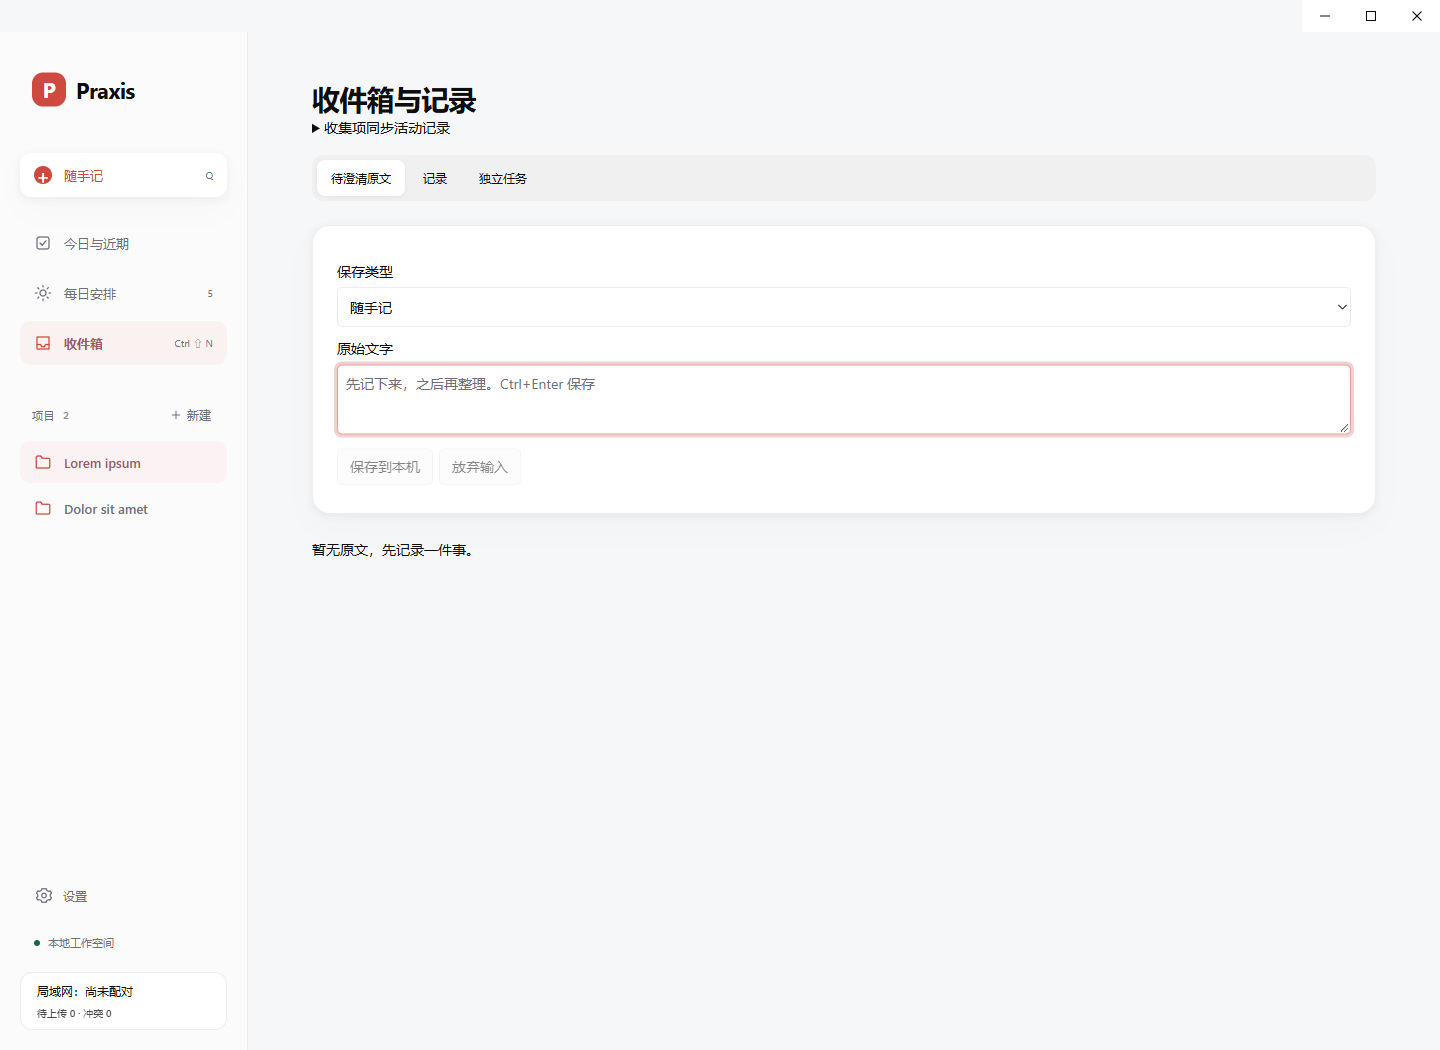 P Praxis
随手记 Q
今日与近期
每日安排 5
收件箱 Ctrl ⇧ N
项目 2 + 新建
Lorem ipsum
Dolor sit amet
设置
本地工作空间
局域网：尚未配对
待上传 0 · 冲突 0
收件箱与记录
▶ 收集项同步活动记录
待澄清原文 记录 独立任务
保存类型
随手记
原始文字
先记下来，之后再整理。Ctrl+Enter 保存
保存到本机 放弃输入
暂无原文，先记录一件事。